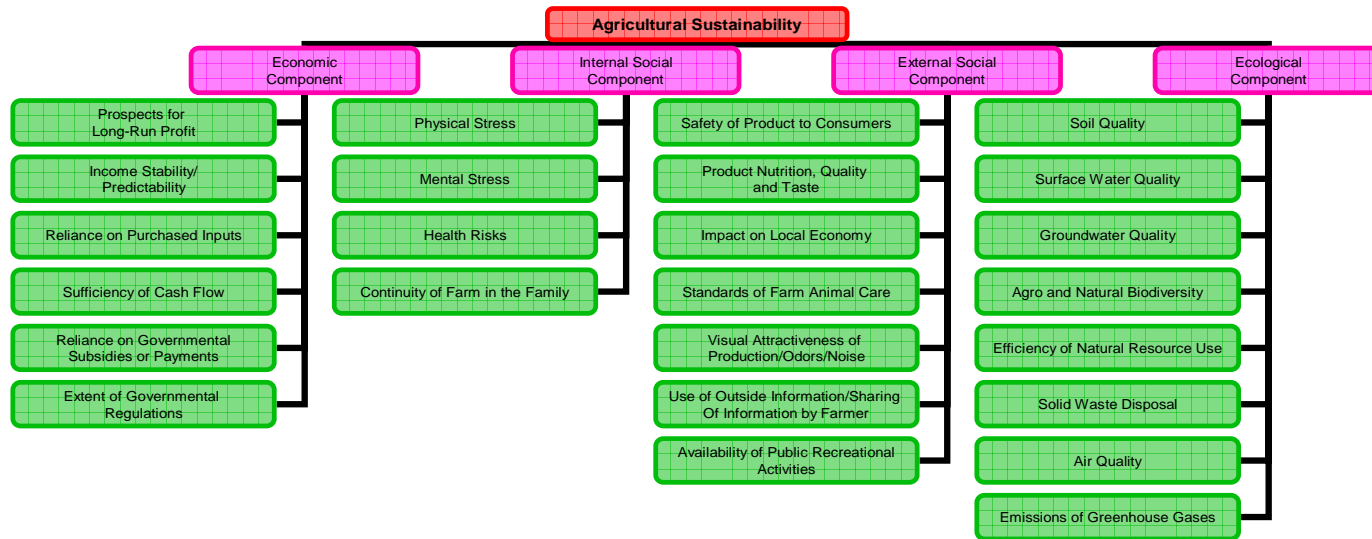 Agricultural Sustainability
Economic
Component
Prospects for
Long-Run Profit
Income Stability/
Predictability
Reliance on Purchased Inputs
Sufficiency of Cash Flow
Reliance on Governmental
Subsidies or Payments
Extent of Governmental
Regulations
Internal Social
Component
Physical Stress
Mental Stress
Health Risks
Continuity of Farm in the Family
External Social
Component
Safety of Product to Consumers
Product Nutrition, Quality
and Taste
Impact on Local Economy
Standards of Farm Animal Care
Visual Attractiveness of
Production/Odors/Noise
Use of Outside Information/Sharing
Of Information by Farmer
Availability of Public Recreational
Activities
Ecological
Component
Soil Quality
Surface Water Quality
Groundwater Quality
Agro and Natural Biodiversity
Efficiency of Natural Resource Use
Solid Waste Disposal
Air Quality
Emissions of Greenhouse Gases